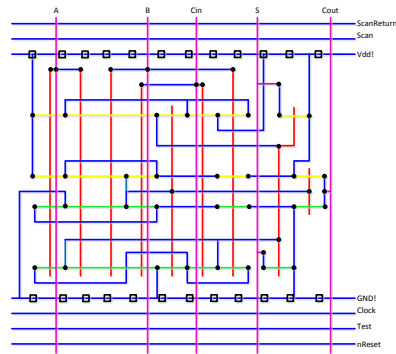 A B Cin S Cout
ScanReturn
Scan
Vdd!
GND!
Clock
Test
nReset